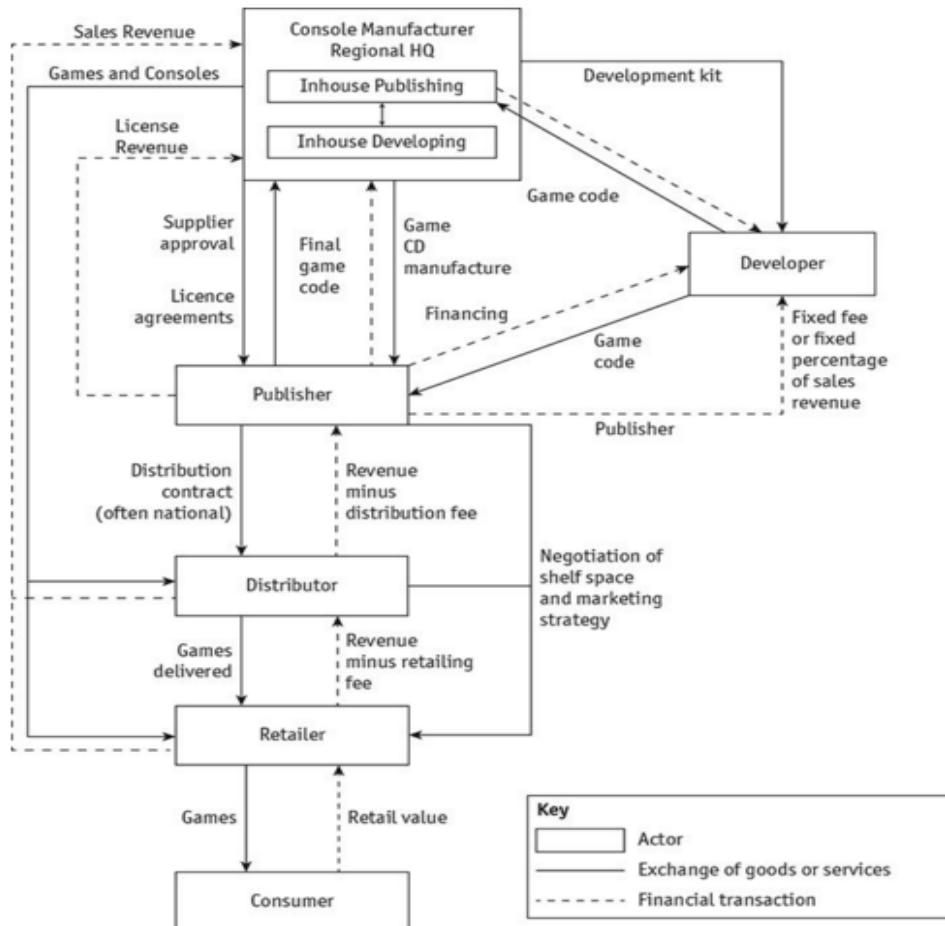 Sales Revenue
Console Manufacturer
Regional HQ
Games and Consoles
Development kit
Inhouse Publishing
License
Revenue
Inhouse Developing
Game code
Supplier
approval
Final
game
code
Game
CD
manufacture
Developer
Licence
agreements
Financing
Game
code
Fixed fee
or fixed
percentage
of sales
revenue
Publisher
Publisher
Distribution
contract
(often national)
Revenue
minus
distribution fee
Negotiation of
shelf space
and marketing
strategy
Distributor
Games
delivered
Revenue
minus retailing
fee
Retailer
Games
Retail value
Consumer
Key
Actor
Exchange of goods or services
Financial transaction